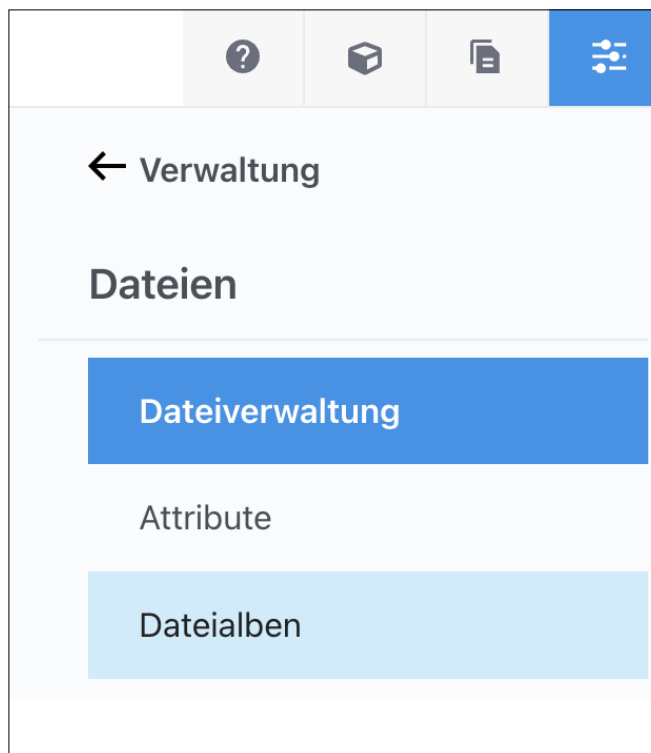 Verwaltung
Dateien
Dateiverwaltung
Attribute
Dateialben